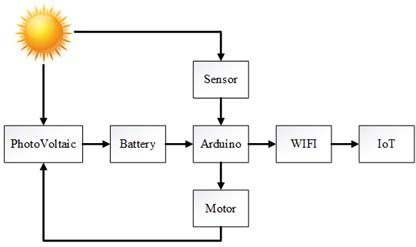 Sensor
PhotoVoltaic
Battery
Arduino
WIFI
IoT
Motor